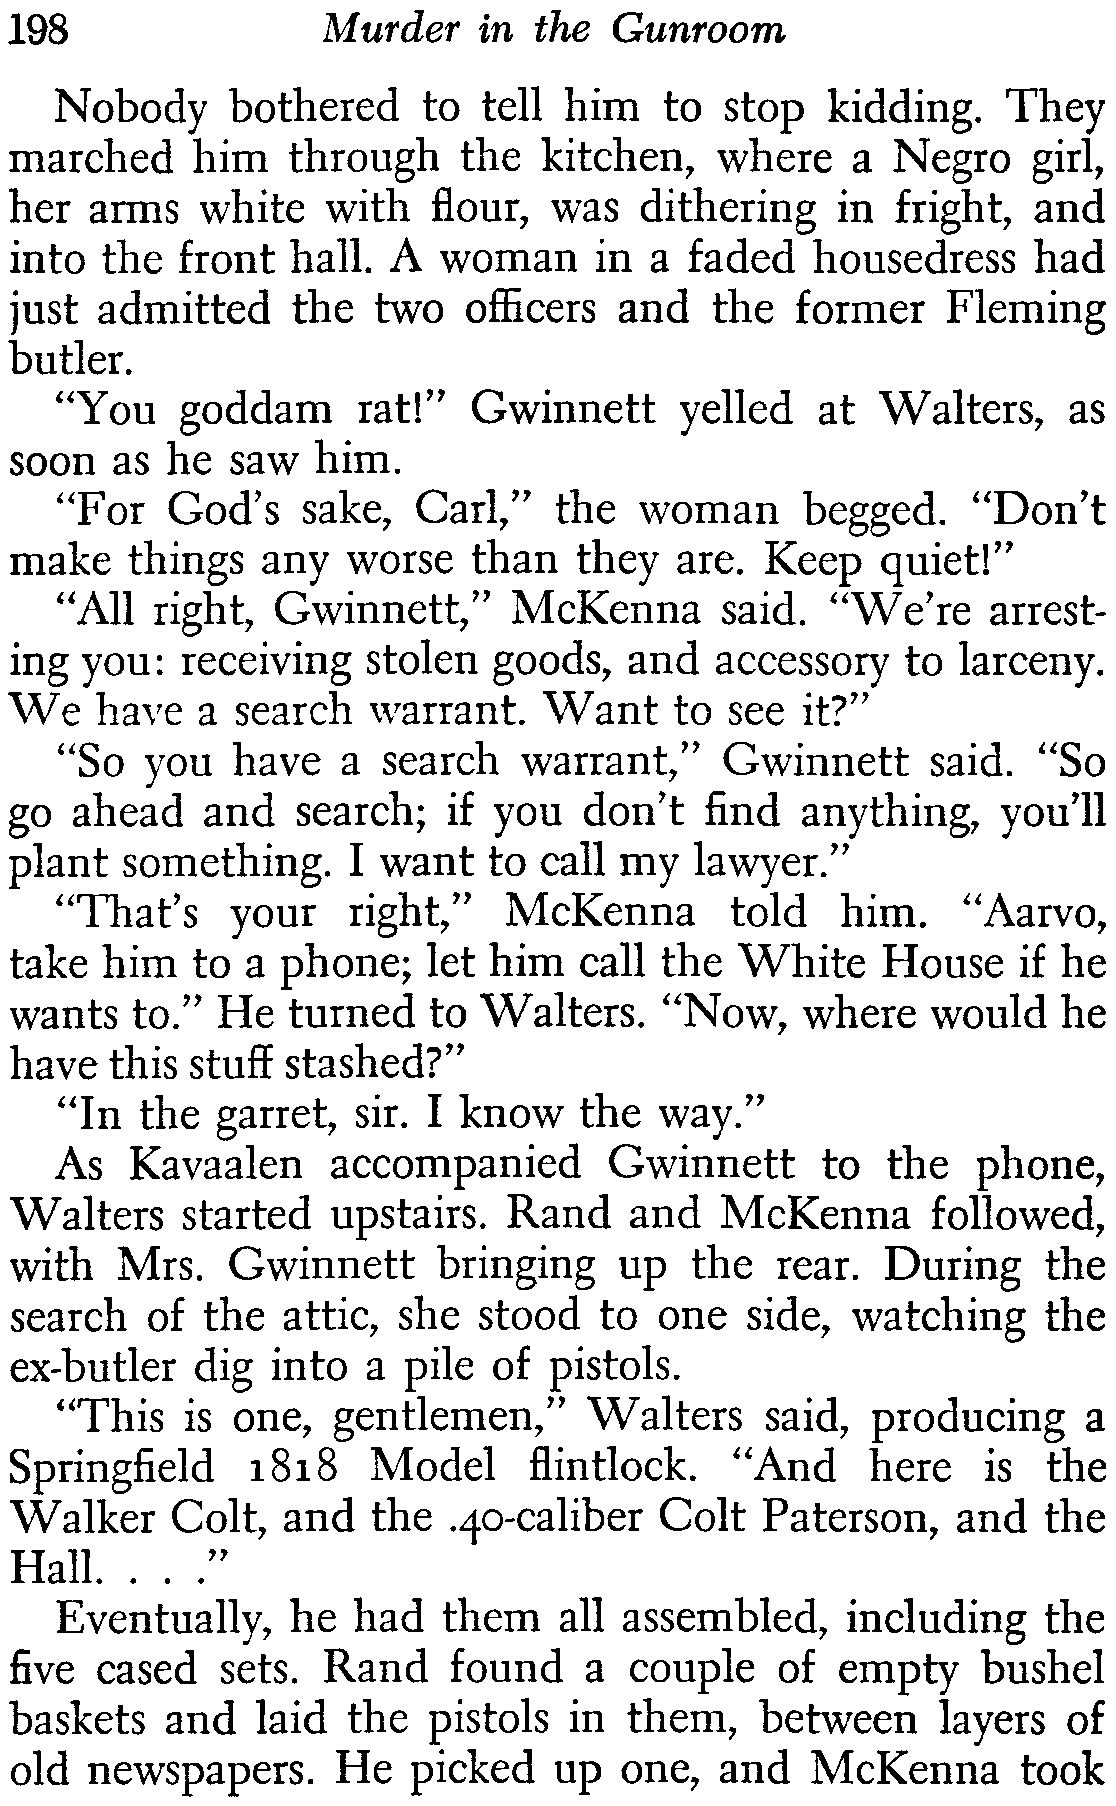 198 Murder in the Gunroom
Nobody bothered to tell him to stop kidding. They
marched him through the kitchen, where a Negro girl,
her arms white with flour, was dithering in fright, and
into the front hall. A woman in a faded housedress had
just admitted the two officers and the former Fleming
butler.
“You goddam rat!” Gwinnett yelled at Walters, as
soon as he saw him.
“For God's sake, Carl,” the woman begged. “Don't
make things any worse than they are. Keep quiet!”
“All right, Gwinnett,” McKenna said. “We're arrest-
ing you: receiving stolen goods, and accessory to larceny.
We have a search warrant. Want to see it?”
“So you have a search warrant,” Gwinnett said. “So
go ahead and search; if you don't find anything, you'll
plant something. I want to call my lawyer.”
“That's your right,” McKenna told him. “Aarvo,
take him to a phone; let him call the White House if he
wants to.” He turned to Walters. “Now, where would he
have this stuff stashed?”
“In the garret, sir. I know the way.”
As Kavaalen accompanied Gwinnett to the phone,
Walters started upstairs. Rand and McKenna followed,
with Mrs. Gwinnett bringing up the rear. During the
search of the attic, she stood to one side, watching the
ex-butler dig into a pile of pistols.
“This is one, gentlemen,” Walters said, producing a
Springfield 1818 Model flintlock. “And here is the
Walker Colt, and the .40-caliber Colt Paterson, and the
Hall. . . .”
Eventually, he had them all assembled, including the
five cased sets. Rand found a couple of empty bushel
baskets and laid the pistols in them, between layers of
old newspapers. He picked up one, and McKenna took